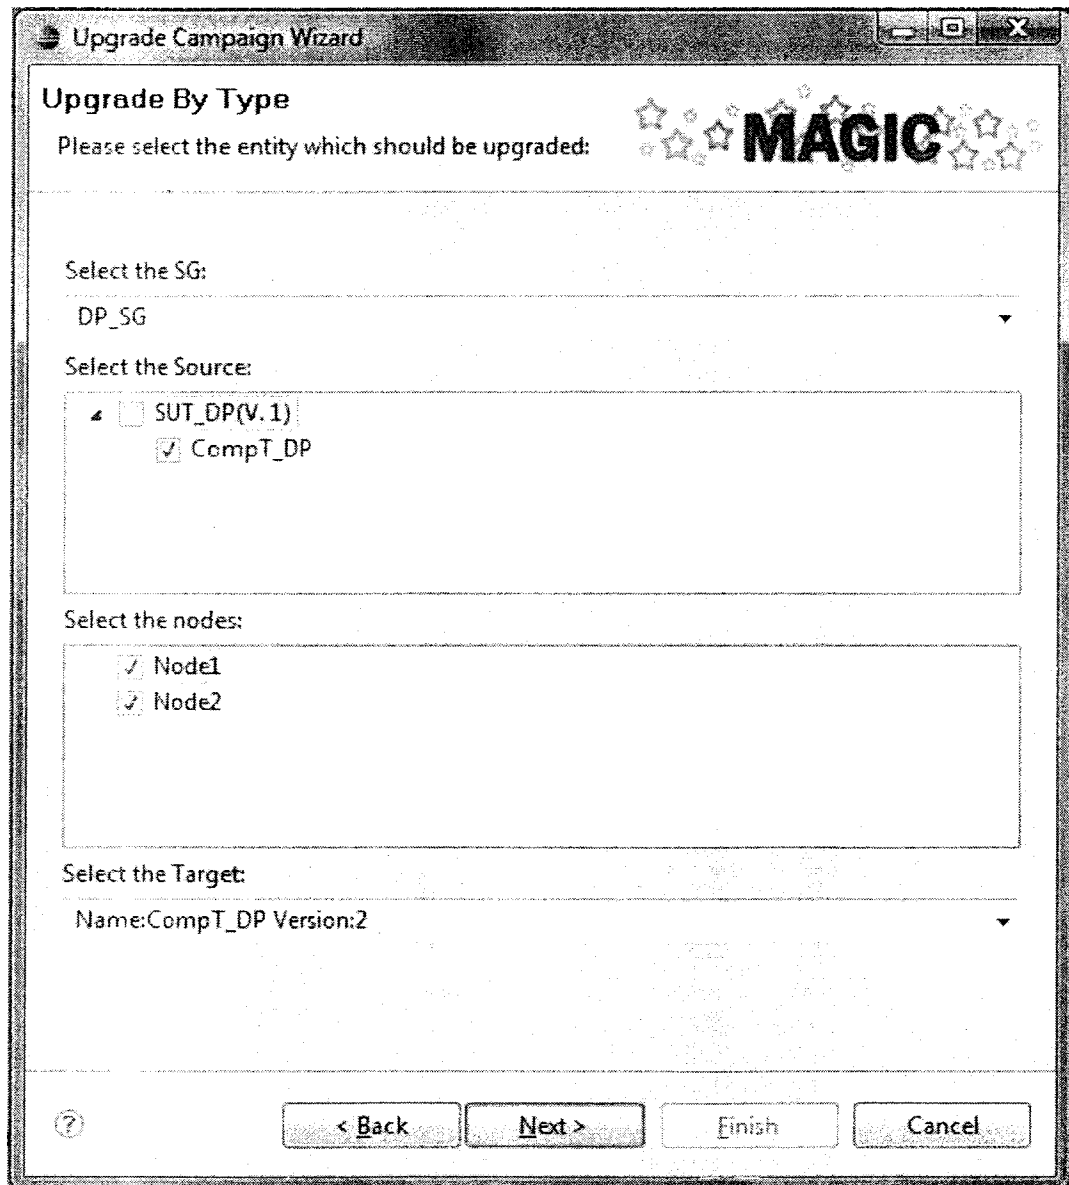 Upgrade Campaign Wizard
Upgrade By Type
Please select the entity which should be upgraded:
MAGIC
Select the SG:
DP_SG
Select the Source:
SUT_DP(V. 1)
CompT_DP
Select the nodes:
Node1
Node2
Select the Target:
Name:CompT_DP Version:2
?
< Back
Next >
Finish
Cancel